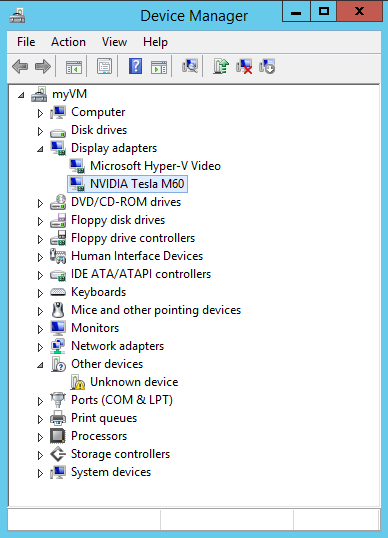 Device Manager
File Action View Help
myVM
Computer
Disk drives
Display adapters
Microsoft Hyper-V Video
NVIDIA Tesla M60
DVD/CD-ROM drives
Floppy disk drives
Floppy drive controllers
Human Interface Devices
IDE ATA/ATAPI controllers
Keyboards
Mice and other pointing devices
Monitors
Network adapters
Other devices
Unknown device
Ports (COM & LPT)
Print queues
Processors
Storage controllers
System devices